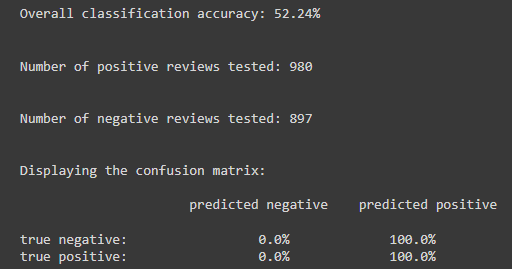 Overall classification accuracy: 52.24%
Number of positive reviews tested: 980
Number of negative reviews tested: 897
Displaying the confusion matrix:
predicted negative predicted positive
true negative: 0.0% 100.0%
true positive: 0.0% 100.0%